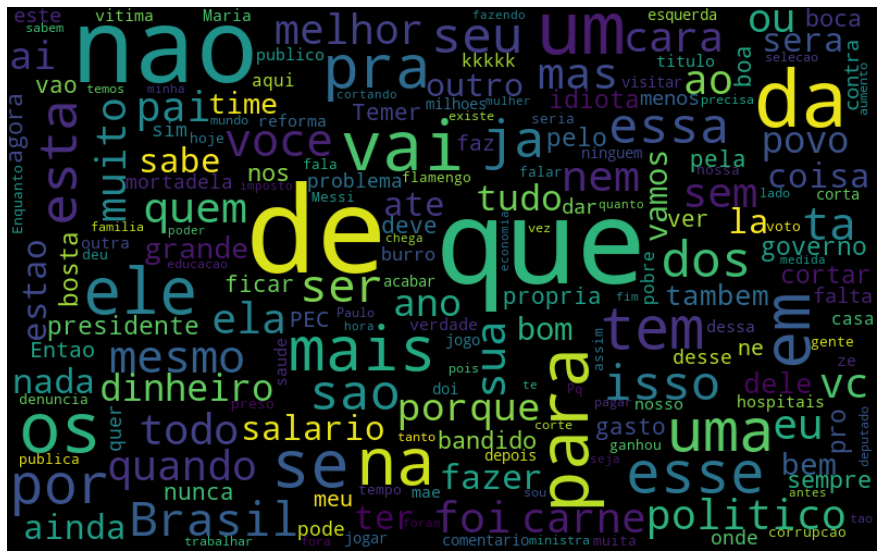 este
vitima
Maria
nao
melhor
seu
um
cara
esquerda
ou
boca
sabem
fazendo
ai
publico
pra
kkkkk
mas
titulo
boa
sera
da
selecao
vao
temos
minha
aqui
cortando
outro
visitar
ao
contra
aumento
muito
pai
time
Temer
milhoes
mulher
idiota
menos
precisa
esta
agora
sim
hoje
mundo
reforma
voce
faz
existe
vai
ja
seria
pelo
essa
povo
Enquanto
sabe
nos
fala
flamengo
falar
ninguem
pela
nossa
lado
corta
mortadela
imposto
problema
Messi
nem
sem
coisa
quem
de
ate
tudo
dar
quanto
vamos
ver
la
voto
ta
familia
poder
deve
que
economia
vez
governo
estao
outra
bosta
deu
grande
educacao
burro
chega
dos
pobre
medida
ele
ficar
ser
acabar
ano
propria
fim
tambem
cortar
falta
presidente
ela
PEC
Paulo
verdade
sua
bom
tem
dessa
casa
em
gente
Entao
mesmo
saude
hora
mais
jogo
para
assim
desse
ne
ze
nada
dinheiro
sao
pois
doi
te
Pq
isso
dele
vc
denuncia
quer
preso
porque
pagar
nosso
hospitais
os
todo
salario
tanto
corte
bandido
uma
gasto
ganhou
eu
pro
deputado
publica
quando
se
na
depois
fazer
seja
esse
bem
sempre
por
nunca
meu
tempo
mae
sou
antes
tao
ainda
Brasil
pode
ter
foram
foi
carne
politico
onde
corrupcao
trabalhar
fora
jogar
comentario
ministra
muita